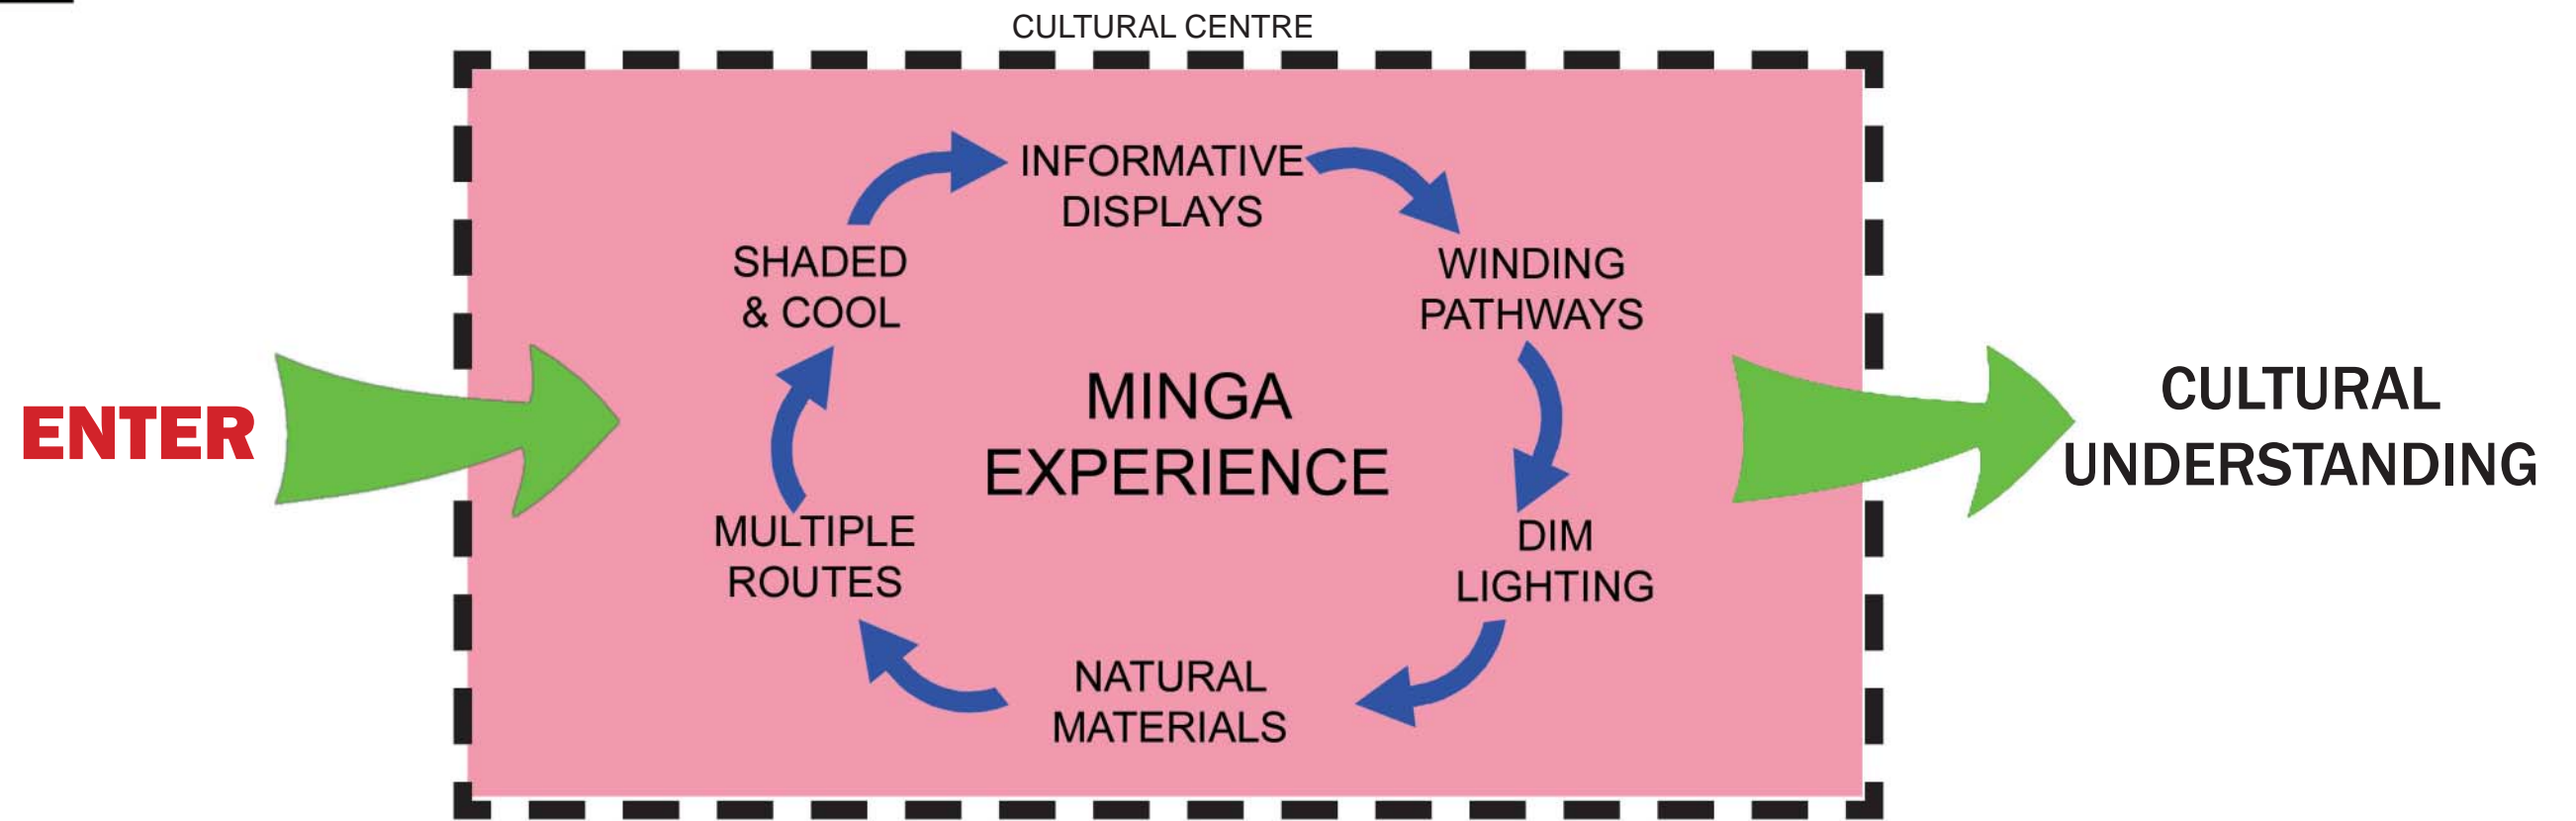 CULTURAL CENTRE
ENTER
INFORMATIVE
DISPLAYS
WINDING
PATHWAYS
DIM
LIGHTING
NATURAL
MATERIALS
MULTIPLE
ROUTES
SHADED
& COOL
MINGA
EXPERIENCE
CULTURAL
UNDERSTANDING